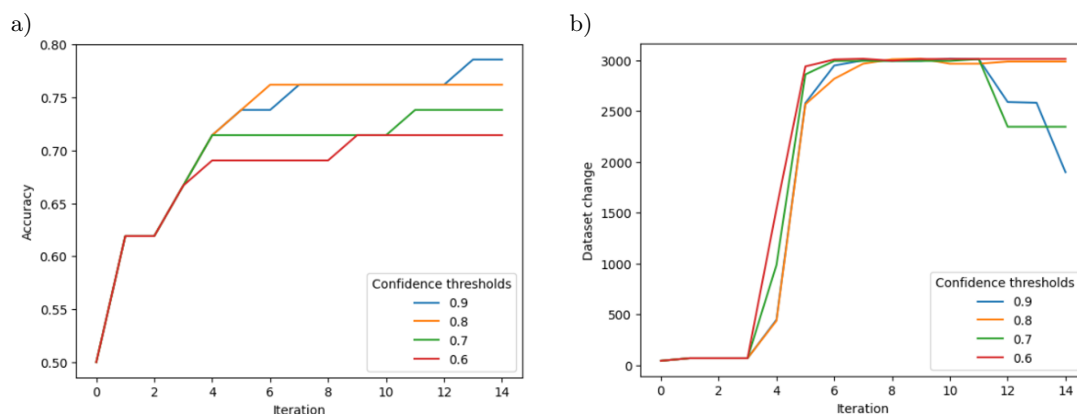 a)
0.80
0.75
0.70
0.65
0.60
0.55
0.50
Accuracy
0 2 4 6 8 10 12 14
Iteration
Confidence thresholds
0.9
0.8
0.7
0.6
b)
3000
2500
2000
1500
1000
500
0
Dataset change
0 2 4 6 8 10 12 14
Iteration
Confidence thresholds
0.9
0.8
0.7
0.6